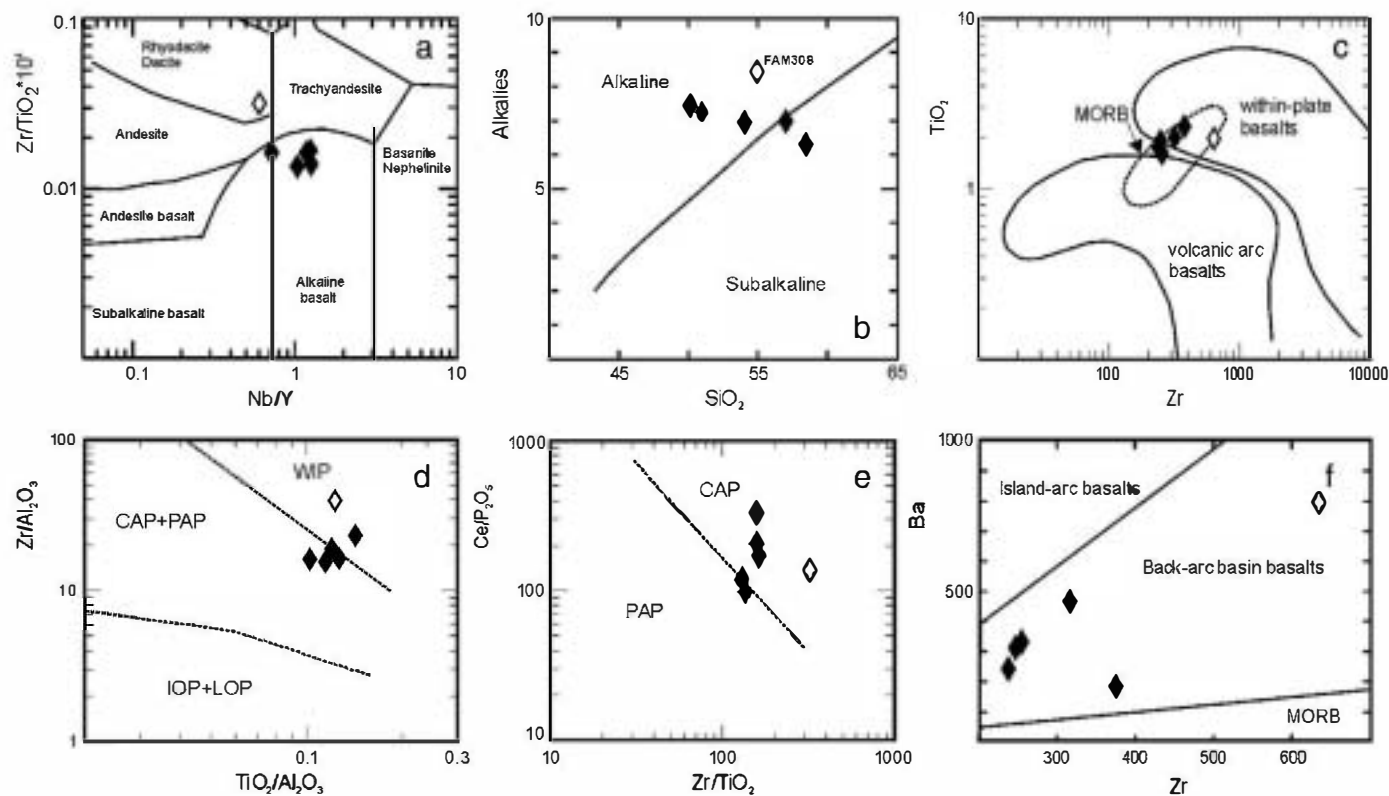 0.1
a
Rhyodacite
Dacite
Trachyandesite
Andesite
Basanite
Nephelinite
0.01
Andesite basalt
Alkaline
basalt
Subalkaline basalt
0.1
1
10
Nb/Y
10
Alkalies
FAM308
Alkaline
5
Subalkaline
b
45
55
65
SiO2
10
c
TiO2
MORB
within-plate
basalts
1
volcanic arc
basalts
100
1000
10000
Zr
100
WIP
d
Zr/Al2O3
CAP+PAP
10
IOP+LOP
1
0.1
0.3
TiO2/Al2O3
1000
CAP
e
Ce/P2O5
100
PAP
100
10
10
100
1000
Zr/TiO2
1000
f
Island-arc basalts
Ba
Back-arc basin basalts
500
MORB
300
400
500
600
Zr